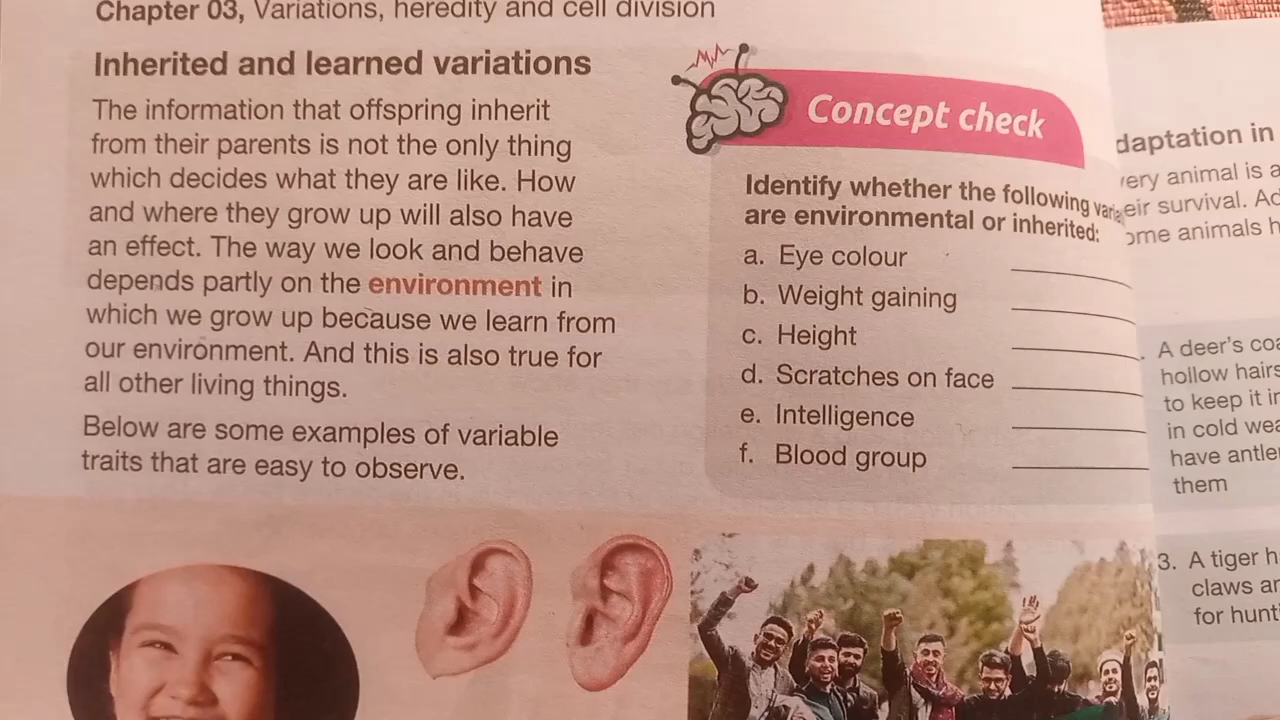 Chapter 03, Variations, heredity and cell division
Inherited and learned variations
The information that offspring inherit
from their parents is not the only thing
which decides what they are like. How
and where they grow up will also have
an effect. The way we look and behave
depends partly on the environment in
which we grow up because we learn from
our environment. And this is also true for
all other living things.
Below are some examples of variable
traits that are easy to observe.
Concept check
Identify whether the following
are environmental or inherited:
a. Eye colour
b. Weight gaining
c. Height
d. Scratches on face
e. Intelligence
f. Blood group
daptation in
very animal is a
eir survival. Ad
ome animals h
A deer's coa
hollow hairs
to keep it in
in cold wea
have antle
them
3. A tiger h
claws an
for hunt